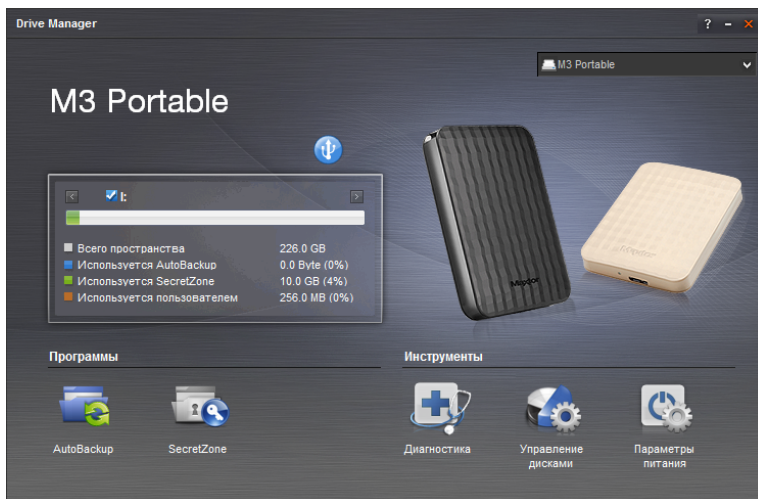 Drive Manager
?
M3 Portable
M3 Portable
I:
Всего пространства 226.0 GB
Используется AutoBackup 0.0 Byte (0%)
Используется SecretZone 10.0 GB (4%)
Используется пользователем 256.0 MB (0%)
Maxtor
Maxtor
Программы
Инструменты
AutoBackup
SecretZone
Диагностика
Управление
дисками
Параметры
питания